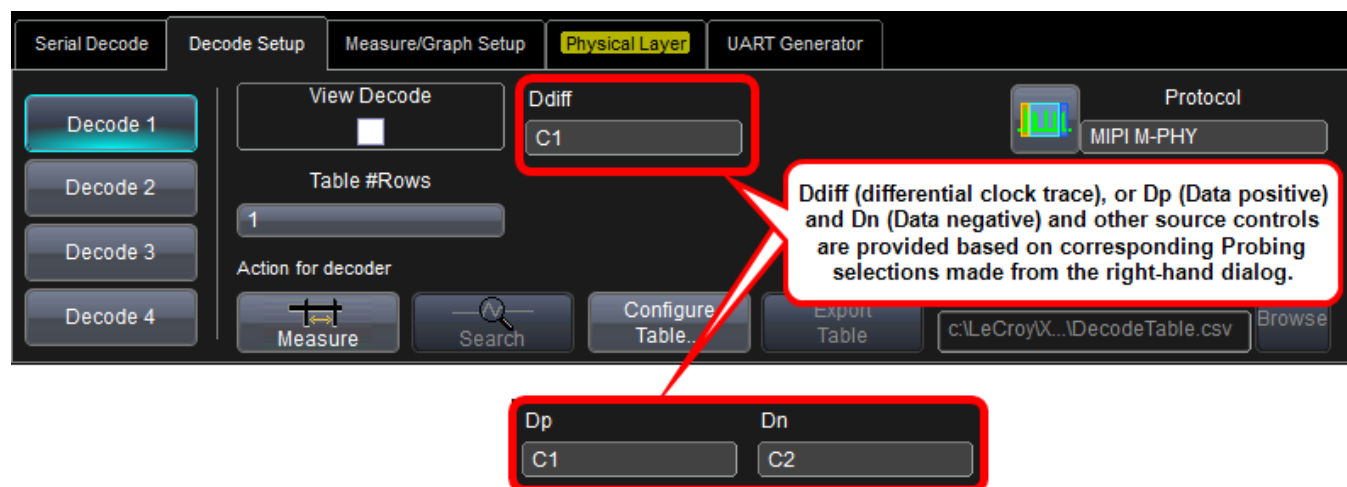 Serial Decode Decode Setup Measure/Graph Setup Physical Layer UART Generator
Decode 1
Decode 2
Decode 3
Decode 4
View Decode
Table #Rows
1
Ddiff
C1
Protocol
MIPI M-PHY
Ddiff (differential clock trace), or Dp (Data positive)
and Dn (Data negative) and other source controls
are provided based on corresponding Probing
selections made from the right-hand dialog.
Action for decoder
Measure
Search
Configure
Table...
Export
Table
c:\LeCroy\X...\DecodeTable.csv
Browse
Dp
C1
Dn
C2